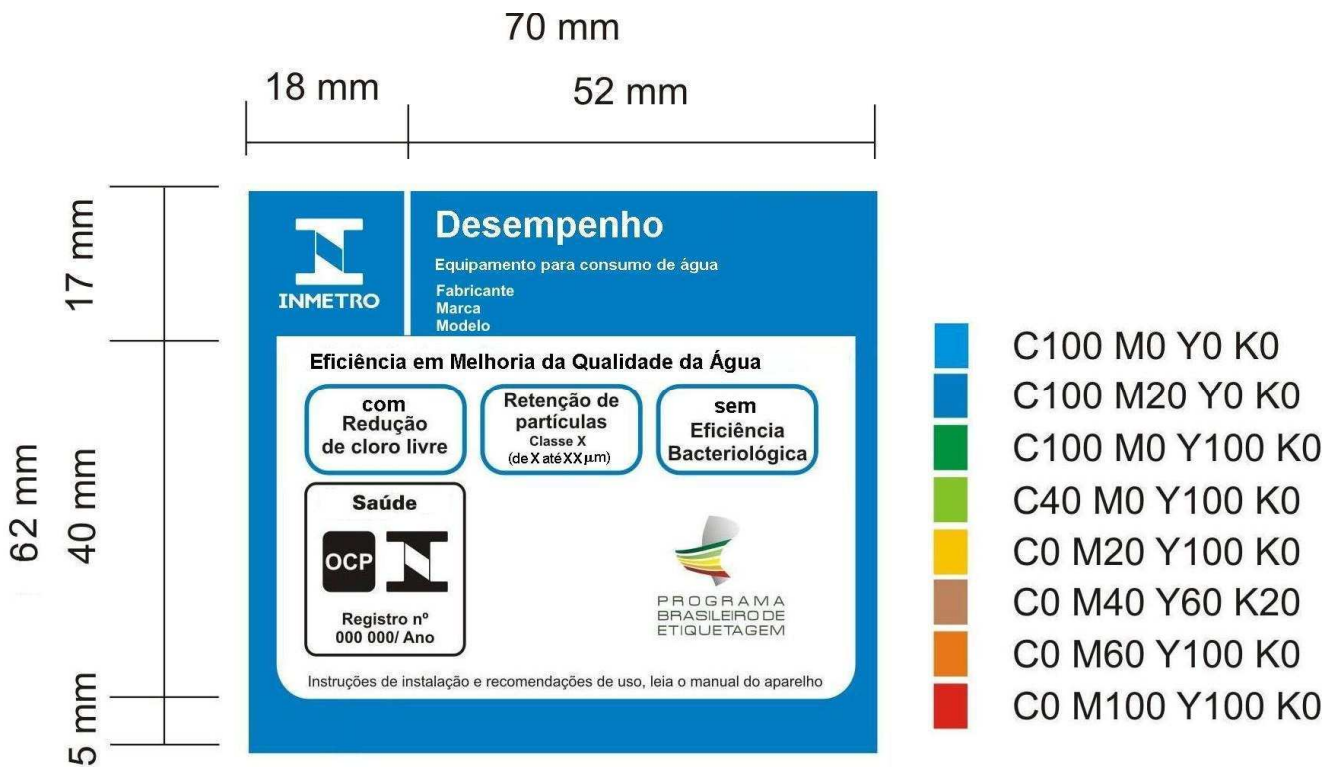 70 mm
18 mm
52 mm
17 mm
62 mm
40 mm
5 mm
INMETRO
Desempenho
Equipamento para consumo de água
Fabricante
Marca
Modelo
Eficiência em Melhoria da Qualidade da Água
com
Redução
de cloro livre
Retenção de
partículas
Classe X
(de X até XX µm)
sem
Eficiência
Bacteriológica
Saúde
OCP
Registro nº
000 000/ Ano
PROGRAMA
BRASILEIRO DE
ETIQUETAGEM
Instruções de instalação e recomendações de uso, leia o manual do aparelho
C100 M0 Y0 K0
C100 M20 Y0 K0
C100 M0 Y100 K0
C40 M0 Y100 K0
C0 M20 Y100 K0
C0 M40 Y60 K20
C0 M60 Y100 K0
C0 M100 Y100 K0